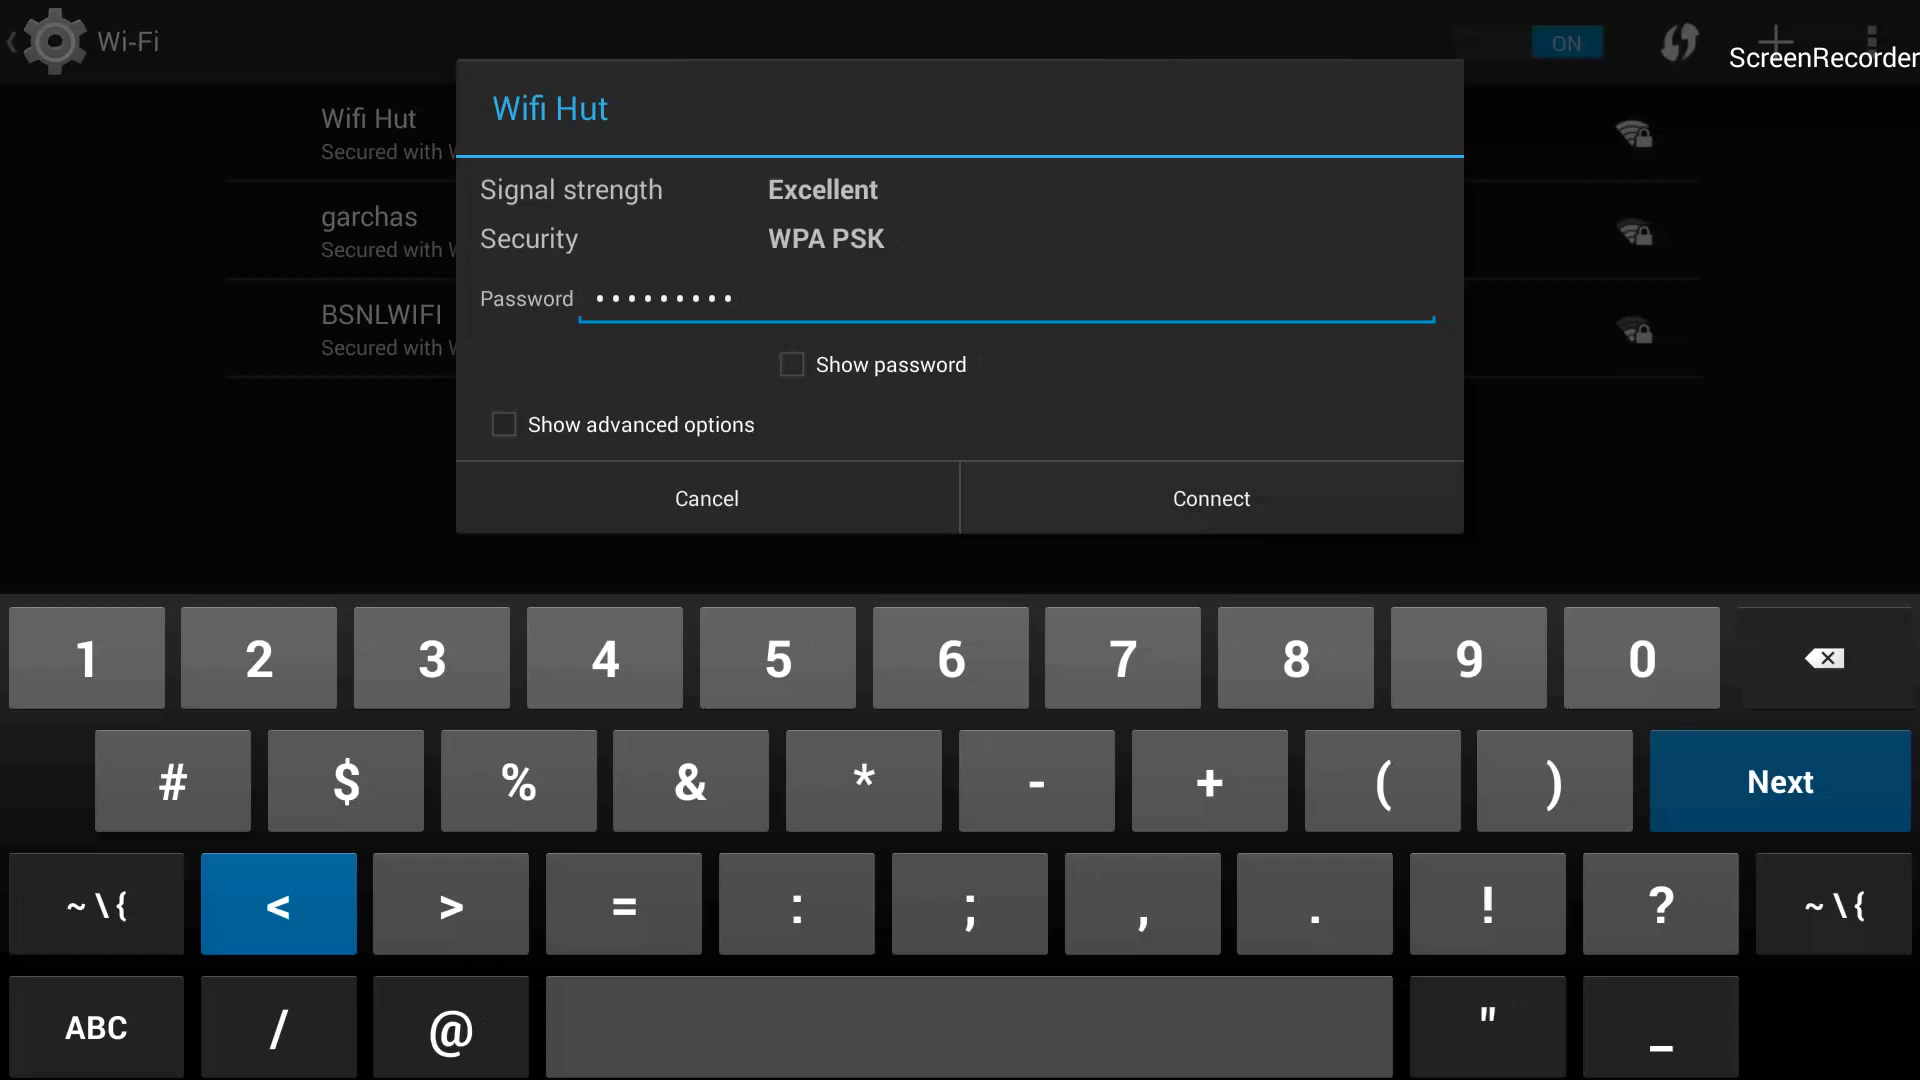 Wi-Fi
ON
ScreenRecorder
Wifi Hut
Secured with
garchas
Secured with
BSNLWIFI
Secured with
Wifi Hut
Signal strength Excellent
Security WPA PSK
Password •••••••••
Show password
Show advanced options
Cancel Connect
1 2 3 4 5 6 7 8 9 0
# $ % & * - + ( ) Next
~ \ { < > = : ; , . ! ? ~ \ {
ABC / @ " _